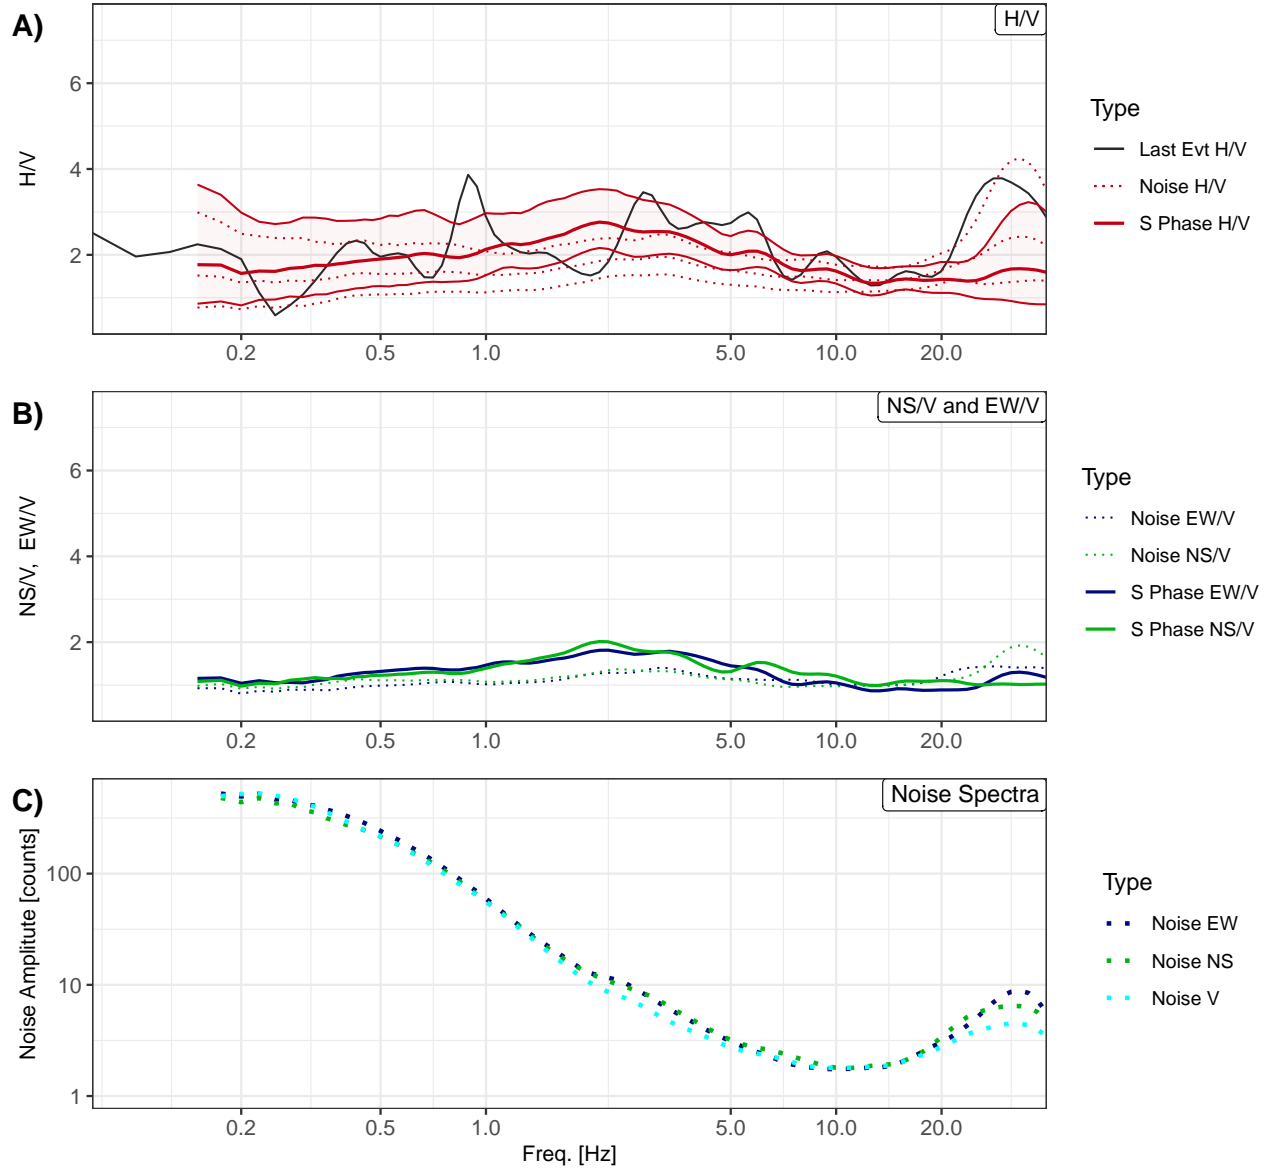 A)
H/V
6
4
2
H/V
0.2 0.5 1.0 5.0 10.0 20.0
Type
Last Evt H/V
Noise H/V
S Phase H/V
B)
NS/V and EW/V
6
4
2
NS/V, EW/V
0.2 0.5 1.0 5.0 10.0 20.0
Type
Noise EW/V
Noise NS/V
S Phase EW/V
S Phase NS/V
C)
Noise Spectra
100
10
1
Noise Amplitute [counts]
0.2 0.5 1.0 5.0 10.0 20.0
Freq. [Hz]
Type
Noise EW
Noise NS
Noise V